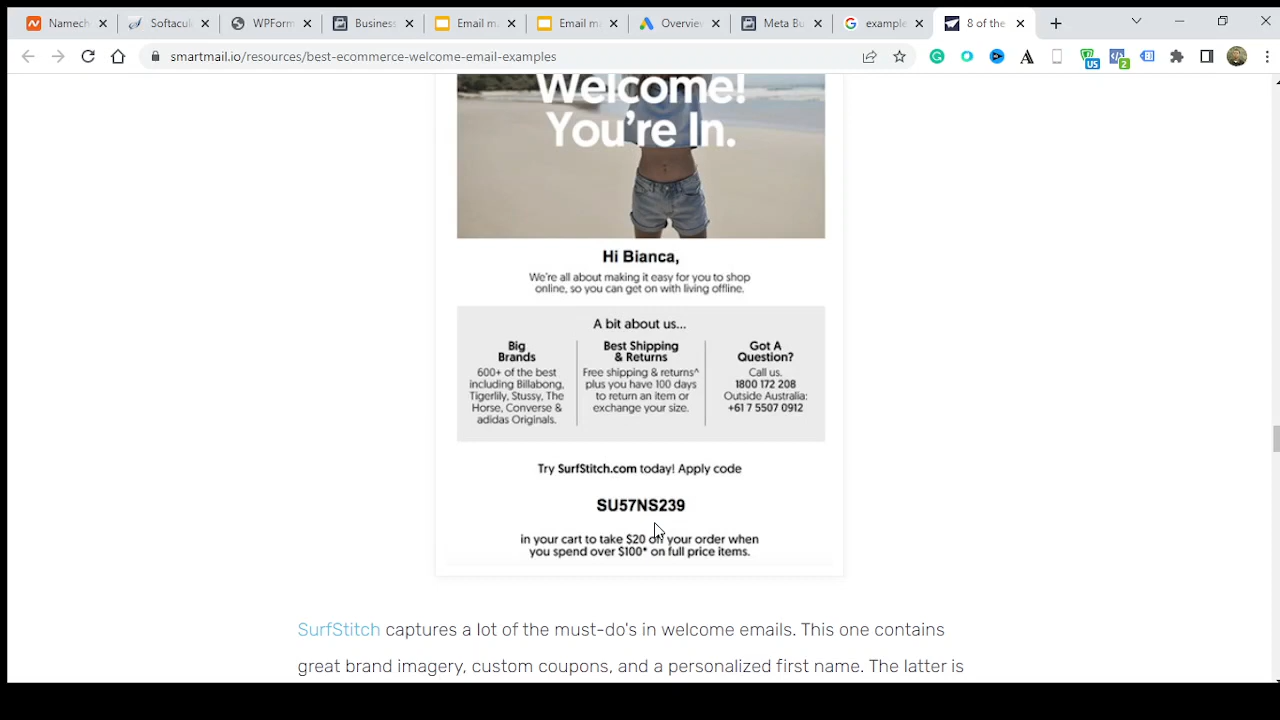 Namech
Softacul
WPForm
Business
Email ma
Email ma
Overview
Meta Bu
example
8 of the
smartmail.io/resources/best-ecommerce-welcome-email-examples
US
2
Welcome!
You're In.
Hi Bianca,
We're all about making it easy for you to shop
online, so you can get on with living offline.
A bit about us...
Big
Brands
600+ of the best
including Billabong,
Tigerlily, Stussy, The
Horse, Converse &
adidas Originals.
Best Shipping
& Returns
Free shipping & returns^
plus you have 100 days
to return an item or
exchange your size.
Got A
Question?
Call us.
1800 172 208
Outside Australia:
+61 7 5507 0912
Try SurfStitch.com today! Apply code
SU57NS239
in your cart to take $20 off your order when
you spend over $100* on full price items.
SurfStitch captures a lot of the must-do's in welcome emails. This one contains
great brand imagery, custom coupons, and a personalized first name. The latter is